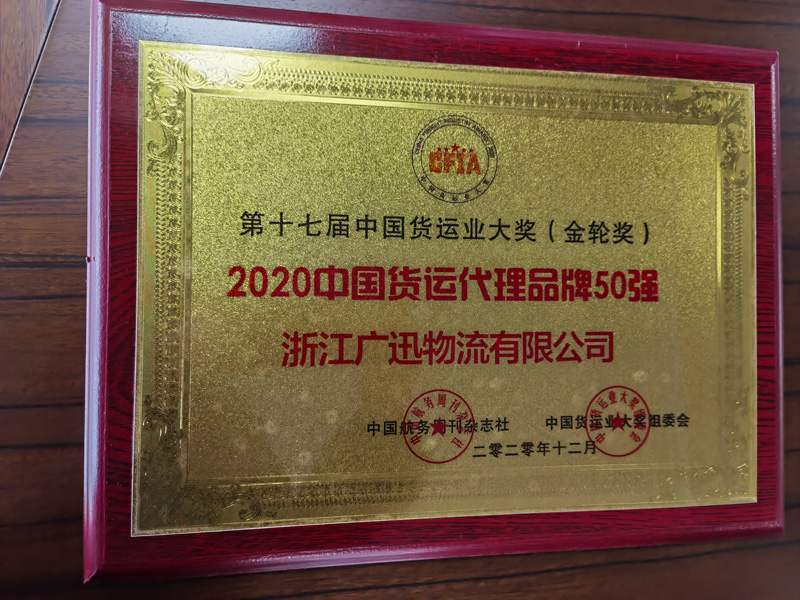 CFIA
第十七届中国货运业大奖（金轮奖）
2020中国货运代理品牌50强
浙江广迅物流有限公司
中国航务周刊杂志社 中国货运业大奖组委会
二零二零年十二月